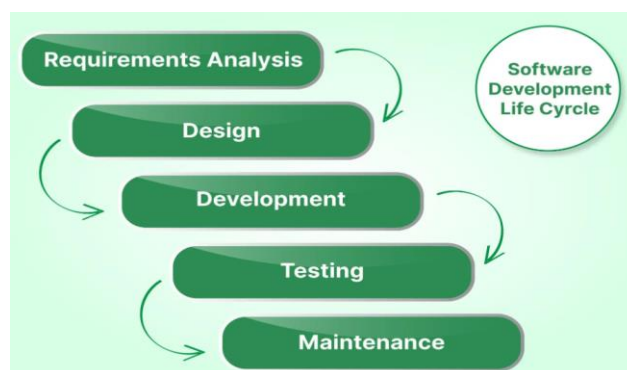 Requirements Analysis
Software
Development
Life Cyrcle
Design
Development
Testing
Maintenance